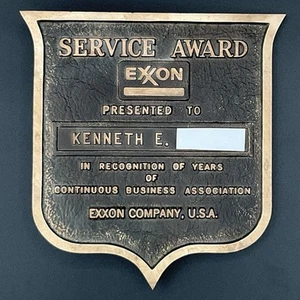 SERVICE AWARD
EXXON
PRESENTED TO
KENNETH E.
IN RECOGNITION OF YEARS
OF
CONTINUOUS BUSINESS ASSOCIATION
EXXON COMPANY, U.S.A.